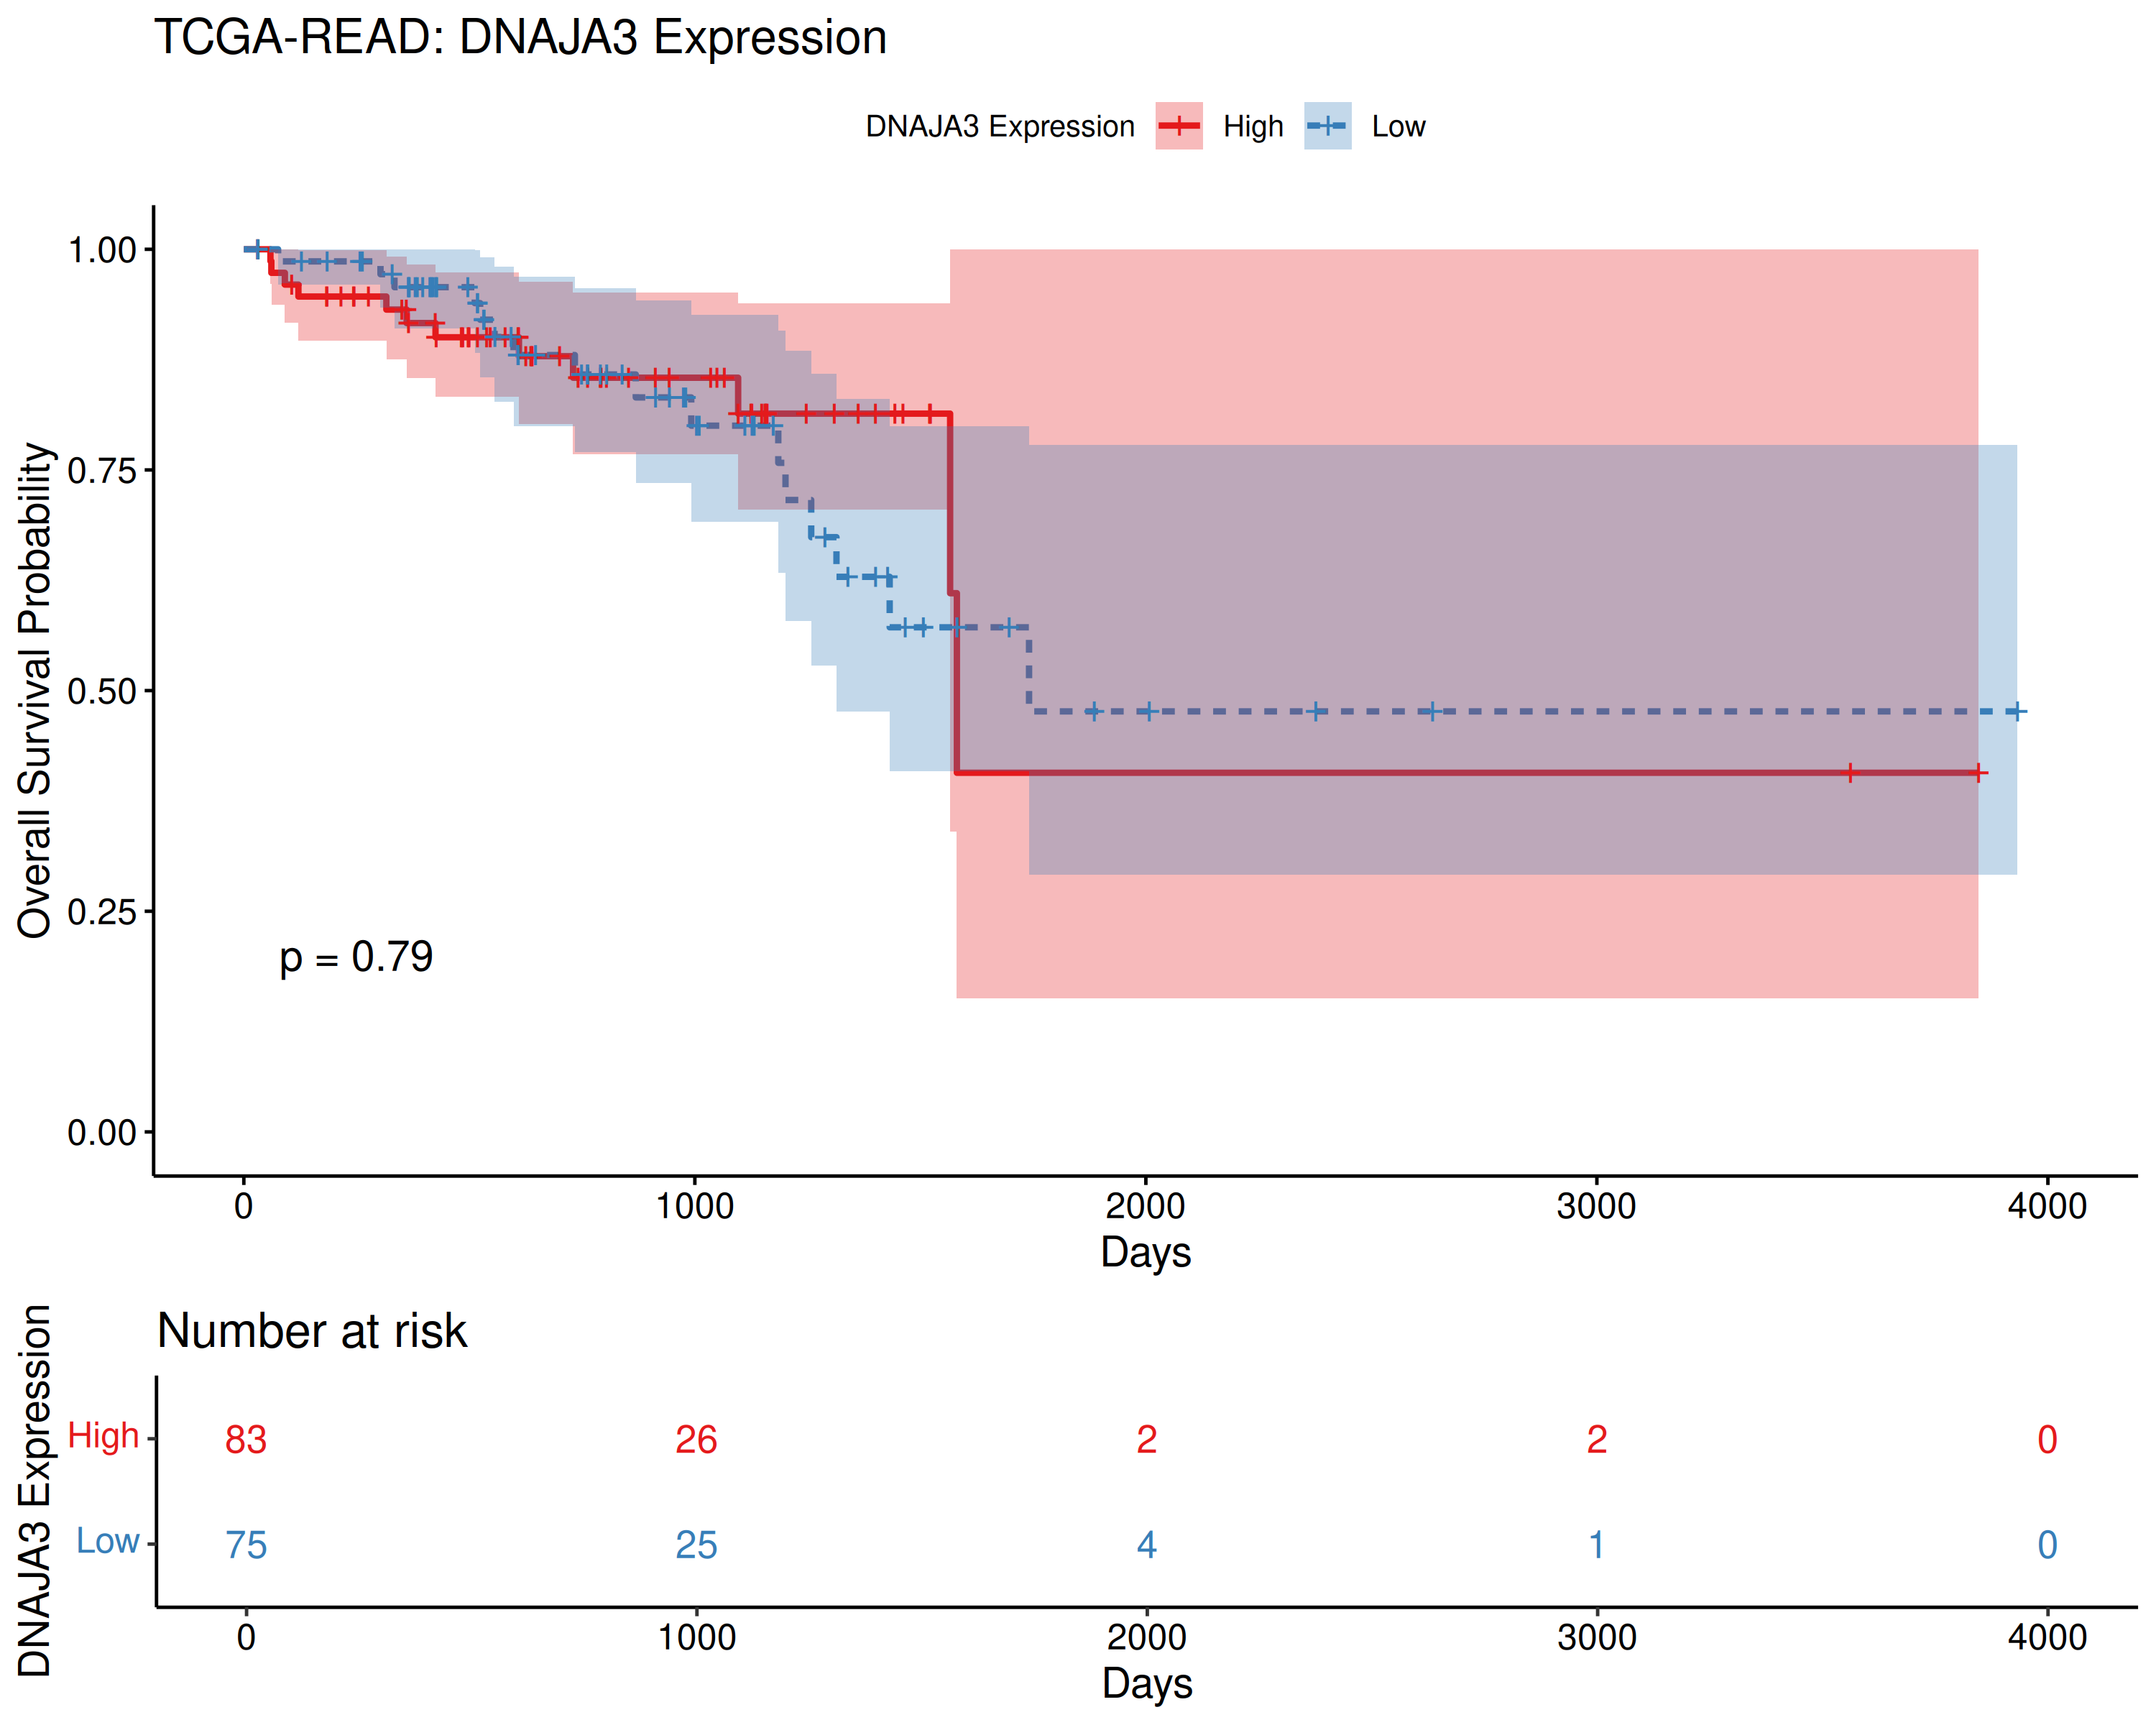 TCGA-READ: DNAJA3 Expression
DNAJA3 Expression High Low
Overall Survival Probability
1.00
0.75
0.50
0.25
0.00
p = 0.79
0 1000 2000 3000 4000
Days
Number at risk
DNAJA3 Expression
High 83 26 2 2 0
Low 75 25 4 1 0
0 1000 2000 3000 4000
Days